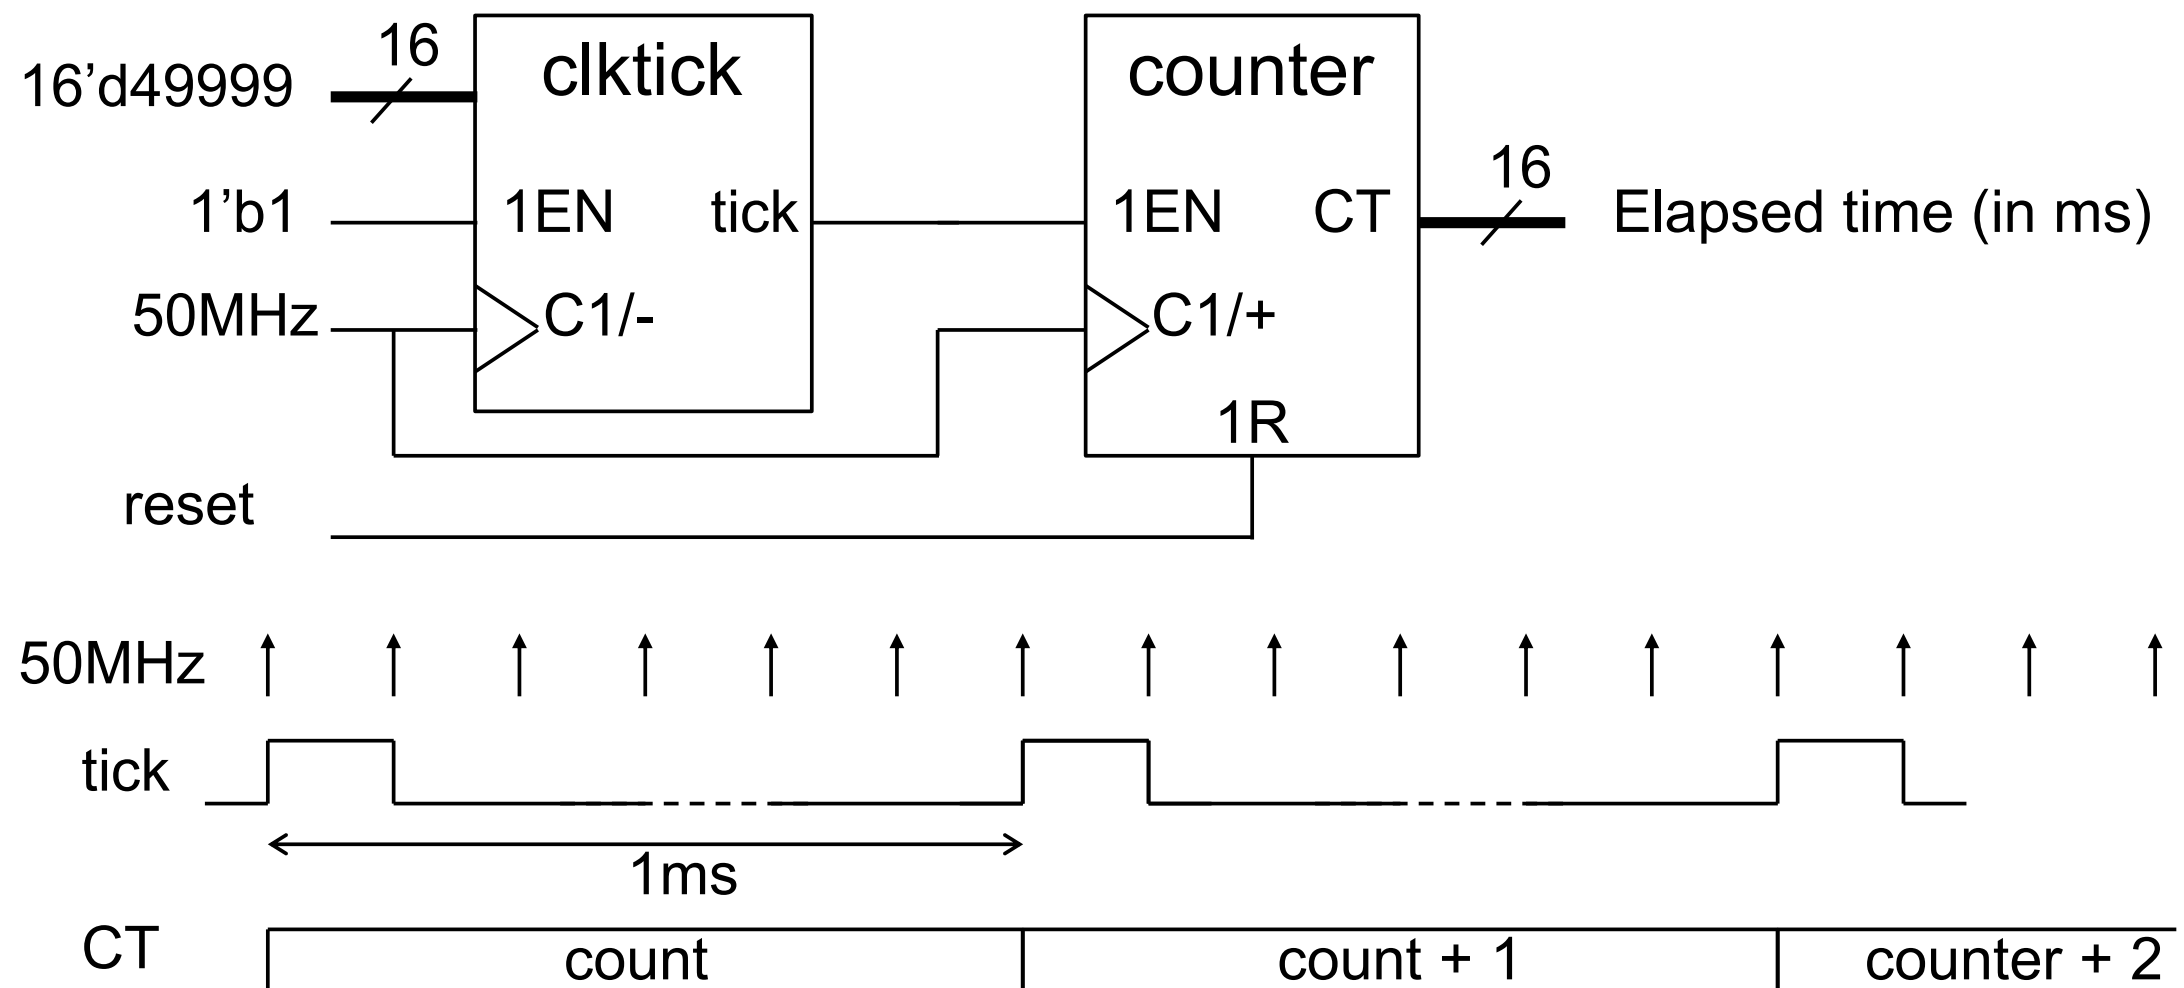 16’d49999
16
clktick
counter
1’b1
1EN
tick
1EN
CT
16
Elapsed time (in ms)
50MHz
C1/-
C1/+
1R
reset
50MHz
tick
1ms
CT
count
count + 1
counter + 2